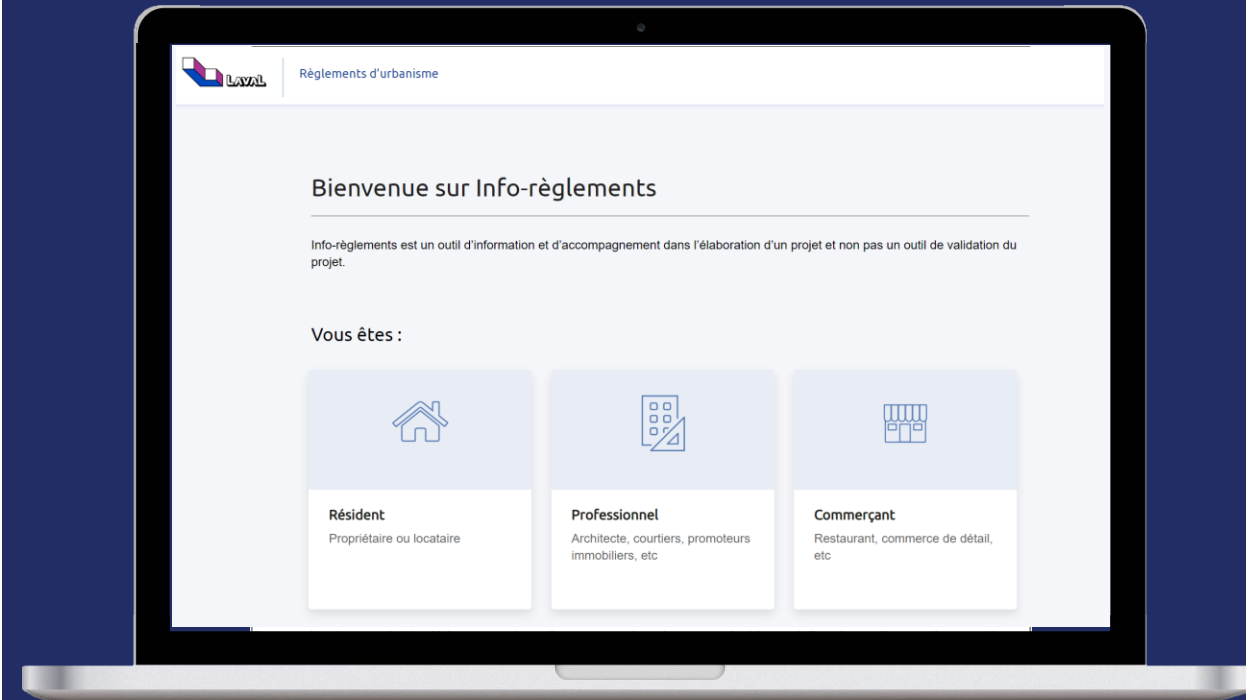 LAVAL
Règlements d'urbanisme
Bienvenue sur Info-règlements
Info-règlements est un outil d'information et d'accompagnement dans l'élaboration d'un projet et non pas un outil de validation du
projet.
Vous êtes :
Résident
Propriétaire ou locataire
Professionnel
Architecte, courtiers, promoteurs
immobiliers, etc
Commerçant
Restaurant, commerce de détail,
etc